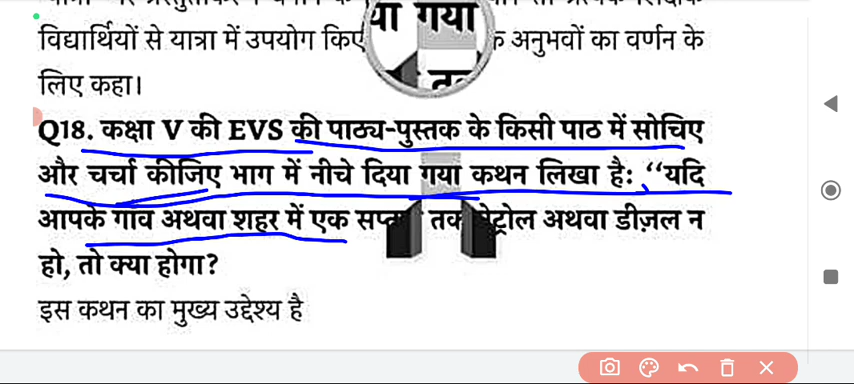 या गया
विद्यार्थियों से यात्रा में उपयोग किए अनुभवों का वर्णन के
लिए कहा।
Q18. कक्षा V की EVS की पाठ्य-पुस्तक के किसी पाठ में सोचिए
और चर्चा कीजिए भाग में नीचे दिया गया कथन लिखा है: ‘‘यदि
आपके गांव अथवा शहर में एक तक पेट्रोल अथवा डीज़ल न
हो, तो क्या होगा?
इस कथन का मुख्य उद्देश्य है